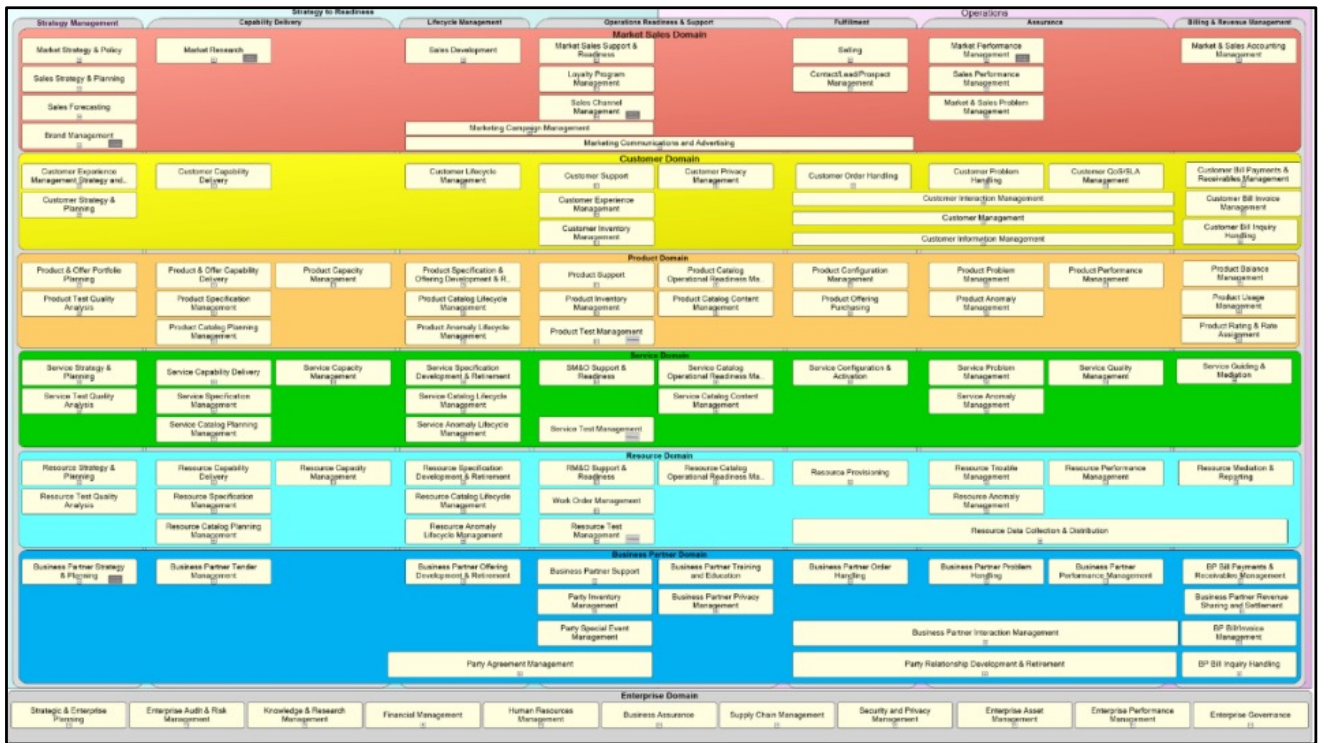 Strategy to Readiness
Operations
Strategy Management
Capability Delivery
Lifecycle Management
Operations Readiness & Support
Fulfillment
Assurance
Billing & Revenue Management
Market Sales Domain
Market Strategy & Policy
Market Research
Sales Development
Market Sales Support &
Readiness
Selling
Market Performance
Management
Market & Sales Accounting
Management
Sales Strategy & Planning
Loyalty Program
Management
Contact/Lead/Prospect
Management
Sales Performance
Management
Sales Forecasting
Sales Channel
Management
Market & Sales Problem
Management
Brand Management
Marketing Campaign Management
Marketing Communications and Advertising
Customer Domain
Customer Experience
Management Strategy and..
Customer Capability
Delivery
Customer Lifecycle
Management
Customer Support
Customer Privacy
Management
Customer Order Handling
Customer Problem
Handling
Customer QoS/SLA
Management
Customer Bill Payments &
Receivables Management
Customer Strategy &
Planning
Customer Experience
Management
Customer Interaction Management
Customer Bill Invoice
Management
Customer Management
Customer Inventory
Management
Customer Information Management
Customer Bill Inquiry
Handling
Product Domain
Product & Offer Portfolio
Planning
Product & Offer Capability
Delivery
Product Capacity
Management
Product Specification &
Offering Development & R..
Product Support
Product Catalog
Operational Readiness Ma..
Product Configuration
Management
Product Problem
Management
Product Performance
Management
Product Balance
Management
Product Test Quality
Analysis
Product Specification
Management
Product Catalog Lifecycle
Management
Product Inventory
Management
Product Catalog Content
Management
Product Offering
Purchasing
Product Anomaly
Management
Product Usage
Management
Product Catalog Planning
Management
Product Anomaly Lifecycle
Management
Product Test Management
Product Rating & Rate
Assignment
Service Domain
Service Strategy &
Planning
Service Capability Delivery
Service Capacity
Management
Service Specification
Development & Retirement
SM&O Support &
Readiness
Service Catalog
Operational Readiness Ma..
Service Configuration &
Activation
Service Problem
Management
Service Quality
Management
Service Guiding &
Mediation
Service Test Quality
Analysis
Service Specification
Management
Service Catalog Lifecycle
Management
Service Catalog Content
Management
Service Anomaly
Management
Service Catalog Planning
Management
Service Anomaly Lifecycle
Management
Service Test Management
Resource Domain
Resource Strategy &
Planning
Resource Capability
Delivery
Resource Capacity
Management
Resource Specification
Development & Retirement
RM&O Support &
Readiness
Resource Catalog
Operational Readiness Ma..
Resource Provisioning
Resource Trouble
Management
Resource Performance
Management
Resource Mediation &
Reporting
Resource Test Quality
Analysis
Resource Specification
Management
Resource Catalog Lifecycle
Management
Work Order Management
Resource Anomaly
Management
Resource Catalog Planning
Management
Resource Anomaly
Lifecycle Management
Resource Test
Management
Resource Data Collection & Distribution
Business Partner Domain
Business Partner Strategy
& Planning
Business Partner Tender
Management
Business Partner Offering
Development & Retirement
Business Partner Support
Business Partner Training
and Education
Business Partner Order
Handling
Business Partner Problem
Handling
Business Partner
Performance Management
BP Bill Payments &
Receivables Management
Party Inventory
Management
Business Partner Privacy
Management
Business Partner Revenue
Sharing and Settlement
Party Special Event
Management
Business Partner Interaction Management
BP Bill/Invoice
Management
Party Agreement Management
Party Relationship Development & Retirement
BP Bill Inquiry Handling
Enterprise Domain
Strategic & Enterprise
Planning
Enterprise Audit & Risk
Management
Knowledge & Research
Management
Financial Management
Human Resources
Management
Business Assurance
Supply Chain Management
Security and Privacy
Management
Enterprise Asset
Management
Enterprise Performance
Management
Enterprise Governance